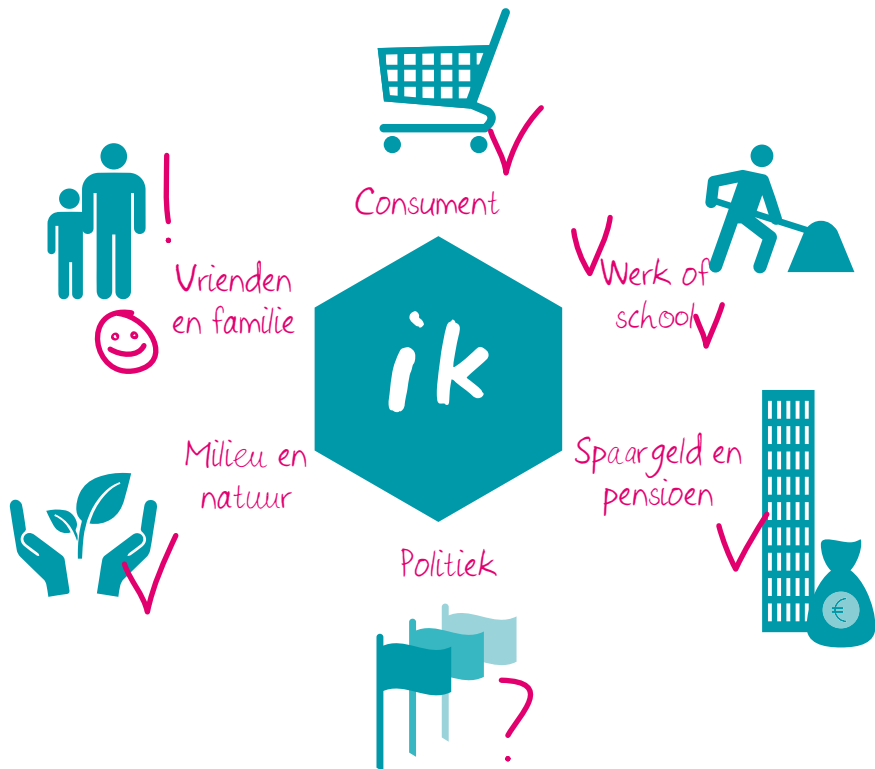 Consument
Vrienden
en familie
!
Werk of
school
ik
Milieu en
natuur
Spaargeld en
pensioen
€
Politiek
?